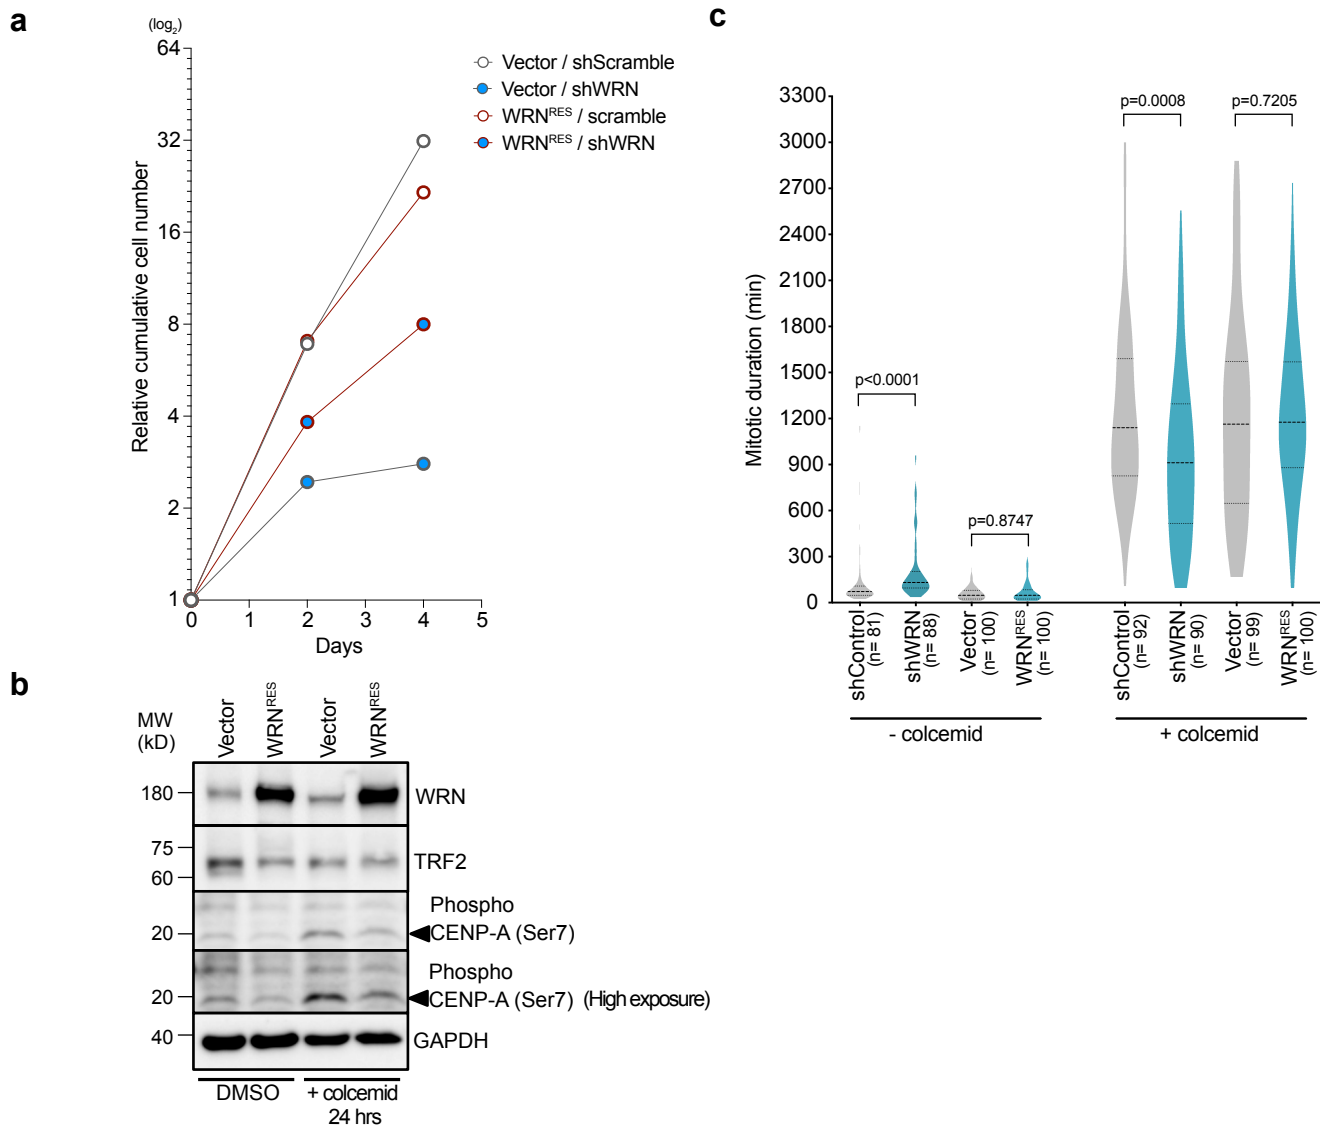 a
(log2)
64
32
16
8
4
2
1
0
1
2
3
4
5
Relative cumulative cell number
Days
Vector / shScramble
Vector / shWRN
WRNRES / scramble
WRNRES / shWRN
b
MW
(kD)
Vector
WRNRES
Vector
WRNRES
180
WRN
75
60
TRF2
Phospho
20
CENP-A (Ser7)
Phospho
20
CENP-A (Ser7) (High exposure)
40
GAPDH
DMSO
+ colcemid
24 hrs
c
3300
3000
2700
2400
2100
1800
1500
1200
900
600
300
0
Mitotic duration (min)
p<0.0001
p=0.8747
p=0.0008
p=0.7205
shControl
(n= 81)
shWRN
(n= 88)
Vector
(n= 100)
WRNRES
(n= 100)
shControl
(n= 92)
shWRN
(n= 90)
Vector
(n= 99)
WRNRES
(n= 100)
- colcemid
+ colcemid